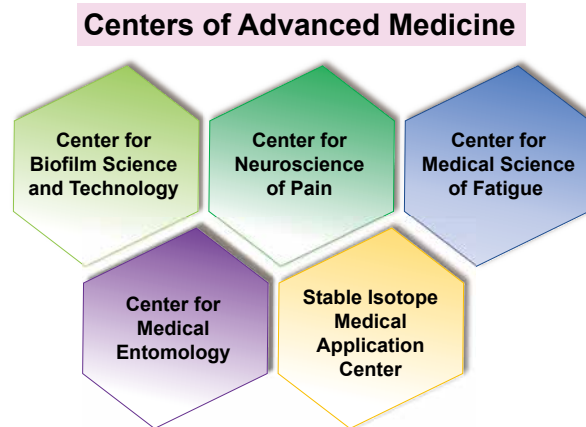 Centers of Advanced Medicine
Center for
Biofilm Science
and Technology
Center for
Neuroscience
of Pain
Center for
Medical Science
of Fatigue
Center for
Medical
Entomology
Stable Isotope
Medical
Application
Center